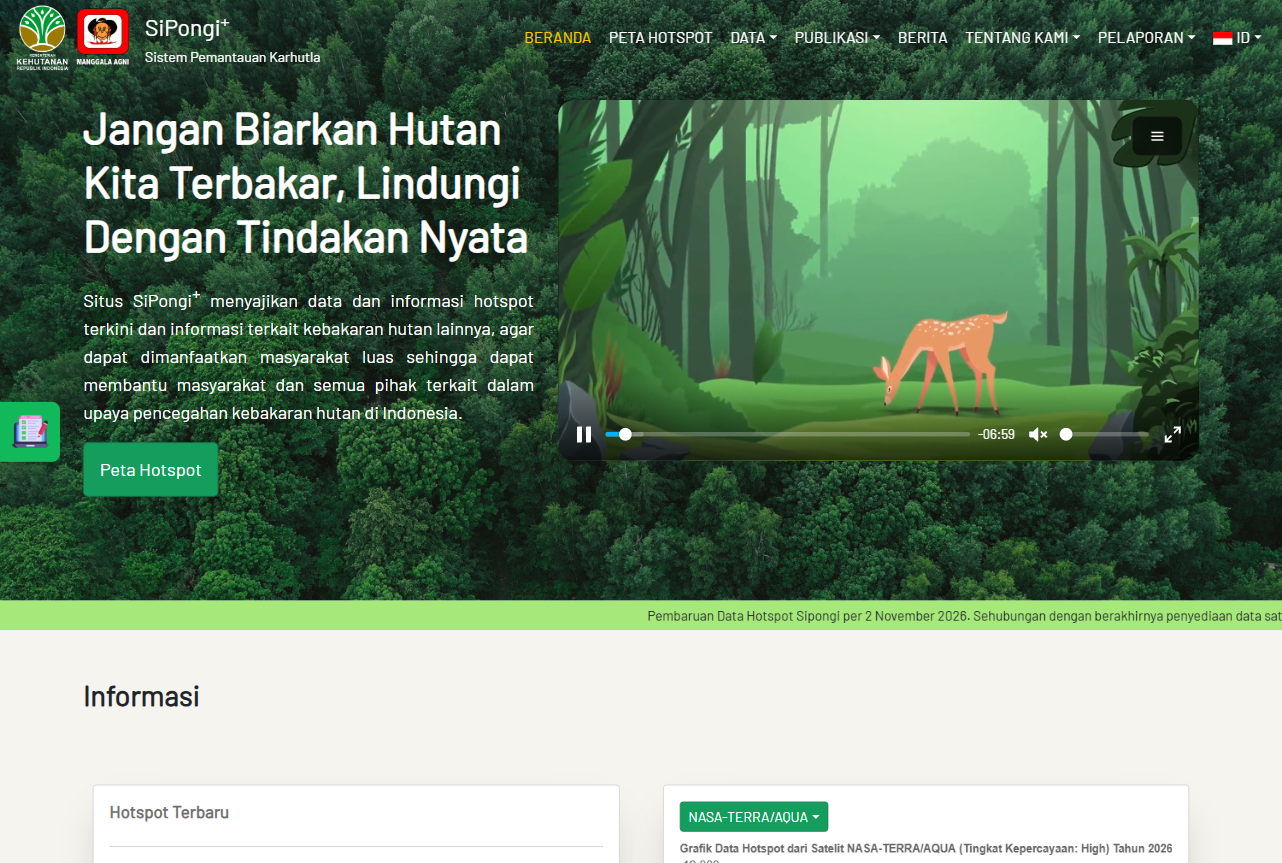 SiPongi+
Sistem Pemantauan Karhutla
KEMENTERIAN
KEHUTANAN
REPUBLIK INDONESIA
MANGGALA AGNI
BERANDA PETA HOTSPOT DATA PUBLIKASI BERITA TENTANG KAMI PELAPORAN ID
Jangan Biarkan Hutan
Kita Terbakar, Lindungi
Dengan Tindakan Nyata
Situs SiPongi+ menyajikan data dan informasi hotspot
terkini dan informasi terkait kebakaran hutan lainnya, agar
dapat dimanfaatkan masyarakat luas sehingga dapat
membantu masyarakat dan semua pihak terkait dalam
upaya pencegahan kebakaran hutan di Indonesia.
Peta Hotspot
-06:59
Pembaruan Data Hotspot Sipongi per 2 November 2026. Sehubungan dengan berakhirnya penyediaan data sat
Informasi
Hotspot Terbaru
NASA-TERRA/AQUA
Grafik Data Hotspot dari Satelit NASA-TERRA/AQUA (Tingkat Kepercayaan: High) Tahun 2026